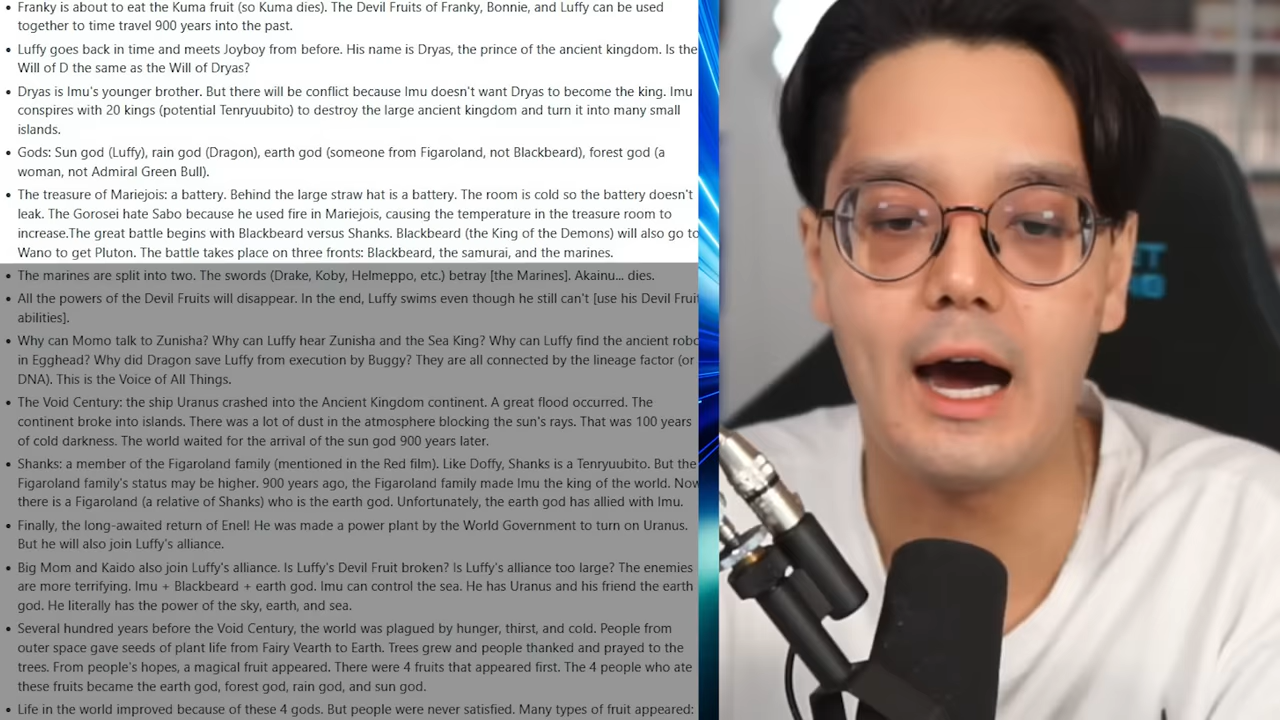 • Franky is about to eat the Kuma fruit (so Kuma dies). The Devil Fruits of Franky, Bonnie, and Luffy can be used
together to time travel 900 years into the past.
• Luffy goes back in time and meets Joyboy from before. His name is Dryas, the prince of the ancient kingdom. Is the
Will of D the same as the Will of Dryas?
• Dryas is Imu's younger brother. But there will be conflict because Imu doesn't want Dryas to become the king. Imu
conspires with 20 kings (potential Tenryuubito) to destroy the large ancient kingdom and turn it into many small
islands.
• Gods: Sun god (Luffy), rain god (Dragon), earth god (someone from Figaroland, not Blackbeard), forest god (a
woman, not Admiral Green Bull).
• The treasure of Mariejois: a battery. Behind the large straw hat is a battery. The room is cold so the battery doesn't
leak. The Gorosei hate Sabo because he used fire in Mariejois, causing the temperature in the treasure room to
increase.The great battle begins with Blackbeard versus Shanks. Blackbeard (the King of the Demons) will also go to
Wano to get Pluton. The battle takes place on three fronts: Blackbeard, the samurai, and the marines.
• The marines are split into two. The swords (Drake, Koby, Helmeppo, etc.) betray [the Marines]. Akainu... dies.
• All the powers of the Devil Fruits will disappear. In the end, Luffy swims even though he still can't [use his Devil Frui
abilities].
• Why can Momo talk to Zunisha? Why can Luffy hear Zunisha and the Sea King? Why can Luffy find the ancient robo
in Egghead? Why did Dragon save Luffy from execution by Buggy? They are all connected by the lineage factor (or
DNA). This is the Voice of All Things.
• The Void Century: the ship Uranus crashed into the Ancient Kingdom continent. A great flood occurred. The
continent broke into islands. There was a lot of dust in the atmosphere blocking the sun's rays. That was 100 years
of cold darkness. The world waited for the arrival of the sun god 900 years later.
• Shanks: a member of the Figaroland family (mentioned in the Red film). Like Doffy, Shanks is a Tenryuubito. But the
Figaroland family's status may be higher. 900 years ago, the Figaroland family made Imu the king of the world. Now
there is a Figaroland (a relative of Shanks) who is the earth god. Unfortunately, the earth god has allied with Imu.
• Finally, the long-awaited return of Enel! He was made a power plant by the World Government to turn on Uranus.
But he will also join Luffy's alliance.
• Big Mom and Kaido also join Luffy's alliance. Is Luffy's Devil Fruit broken? Is Luffy's alliance too large? The enemies
are more terrifying. Imu + Blackbeard + earth god. Imu can control the sea. He has Uranus and his friend the earth
god. He literally has the power of the sky, earth, and sea.
• Several hundred years before the Void Century, the world was plagued by hunger, thirst, and cold. People from
outer space gave seeds of plant life from Fairy Vearth to Earth. Trees grew and people thanked and prayed to the
trees. From people's hopes, a magical fruit appeared. There were 4 fruits that appeared first. The 4 people who ate
these fruits became the earth god, forest god, rain god, and sun god.
• Life in the world improved because of these 4 gods. But people were never satisfied. Many types of fruit appeared: